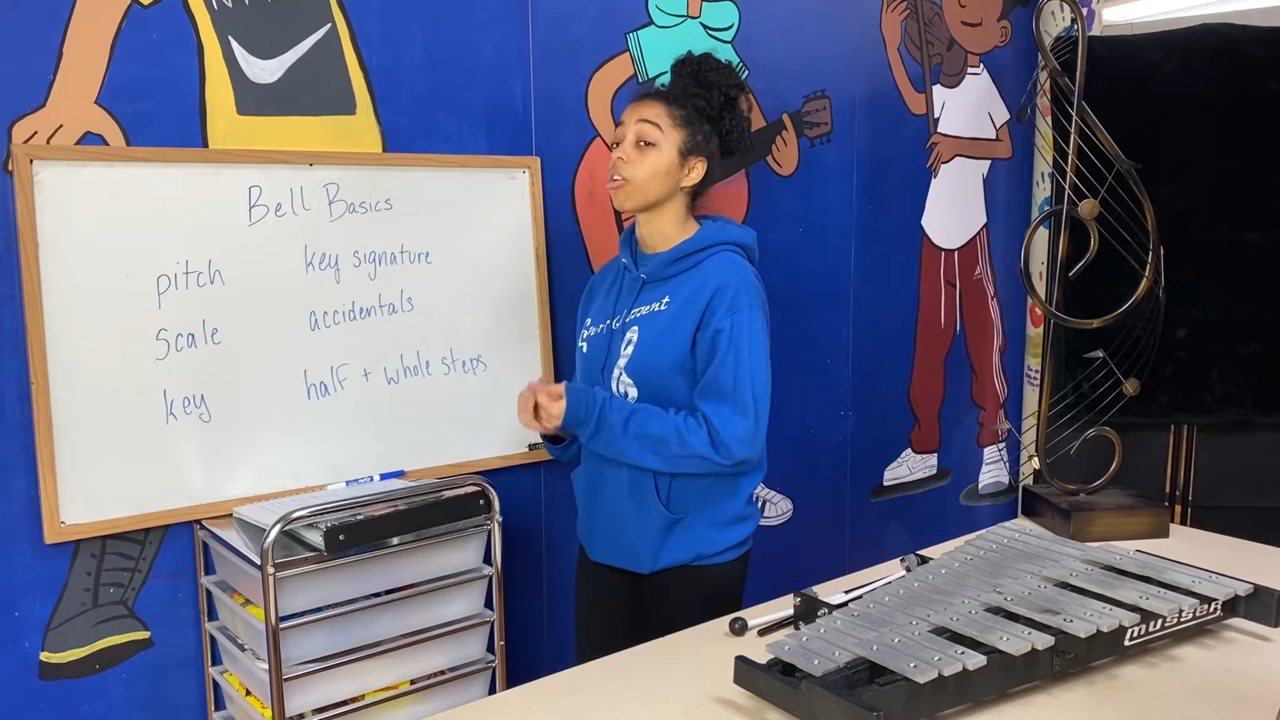 Bell Basics
pitch
Scale
key
key signature
accidentals
half + whole steps
musser